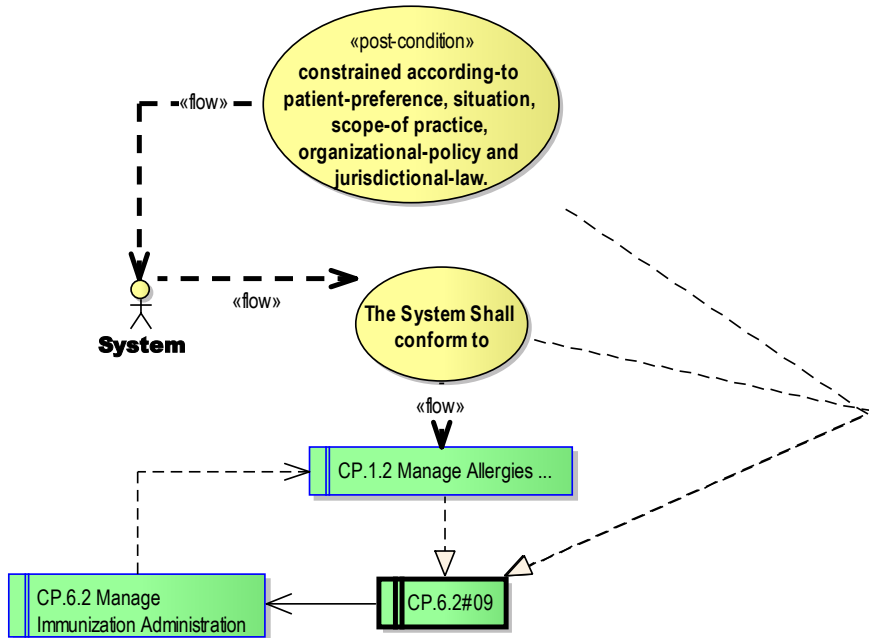 «post-condition»
constrained according-to
patient-preference, situation,
scope-of practice,
organizational-policy and
jurisdictional-law.
«flow»
«flow»
System
The System Shall
conform to
«flow»
CP.1.2 Manage Allergies ...
CP.6.2 Manage
Immunization Administration
CP.6.2#09